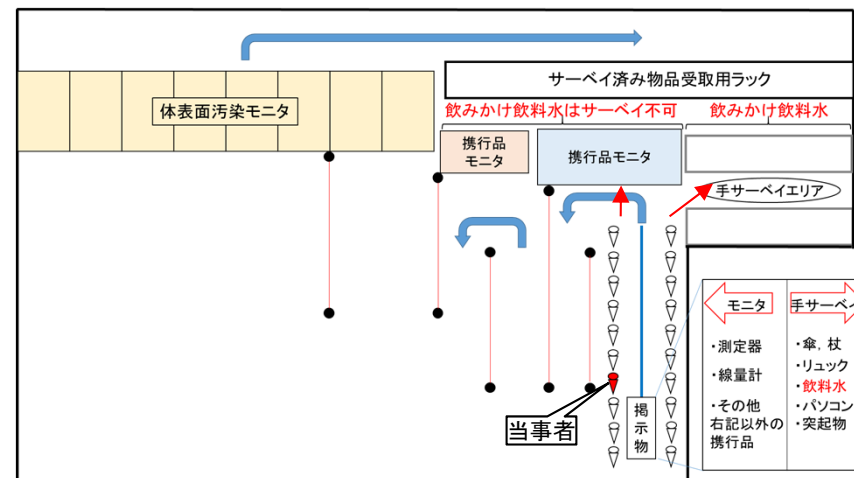 サーベイ済み物品受取用ラック
体表面汚染モニタ
飲みかけ飲料水はサーベイ不可
飲みかけ飲料水
携行品
モニタ
携行品モニタ
手サーベイエリア
モニタ
手サーベイ
・測定器
・線量計
・その他
右記以外の
携行品
・傘，杖
・リュック
・飲料水
・パソコン
・突起物
当事者
掲示物